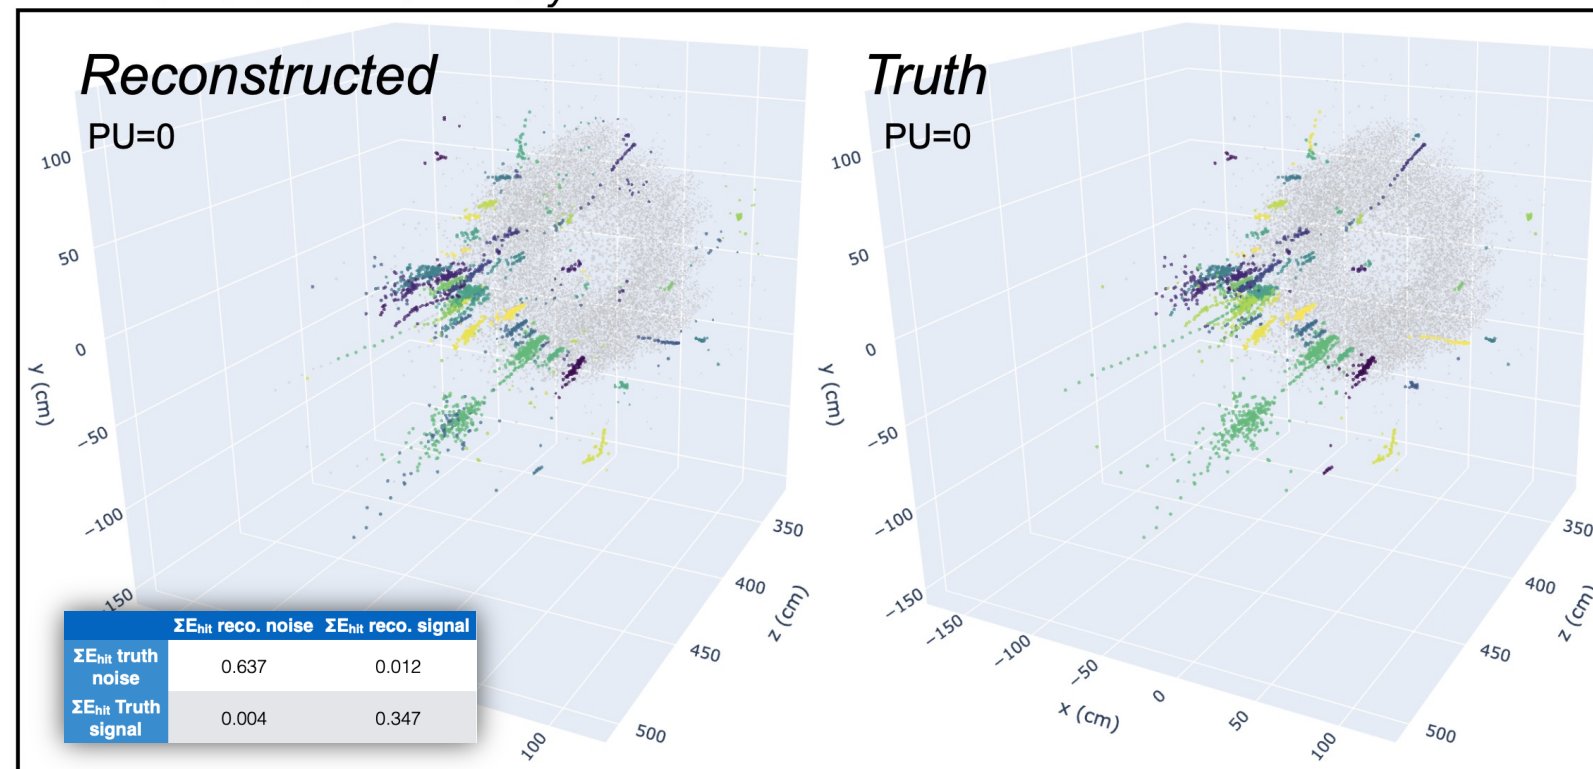 Reconstructed
PU=0
100
50
0
−50
−100
−150
y (cm)
350
400
450
500
z (cm)
100
ΣEhit reco. noise ΣEhit reco. signal
ΣEhit truth
noise
0.637 0.012
ΣEhit Truth
signal
0.004 0.347
Truth
PU=0
100
50
0
−50
−100
−150
y (cm)
−150
−100
−50
0
50
100
x (cm)
350
400
450
500
z (cm)